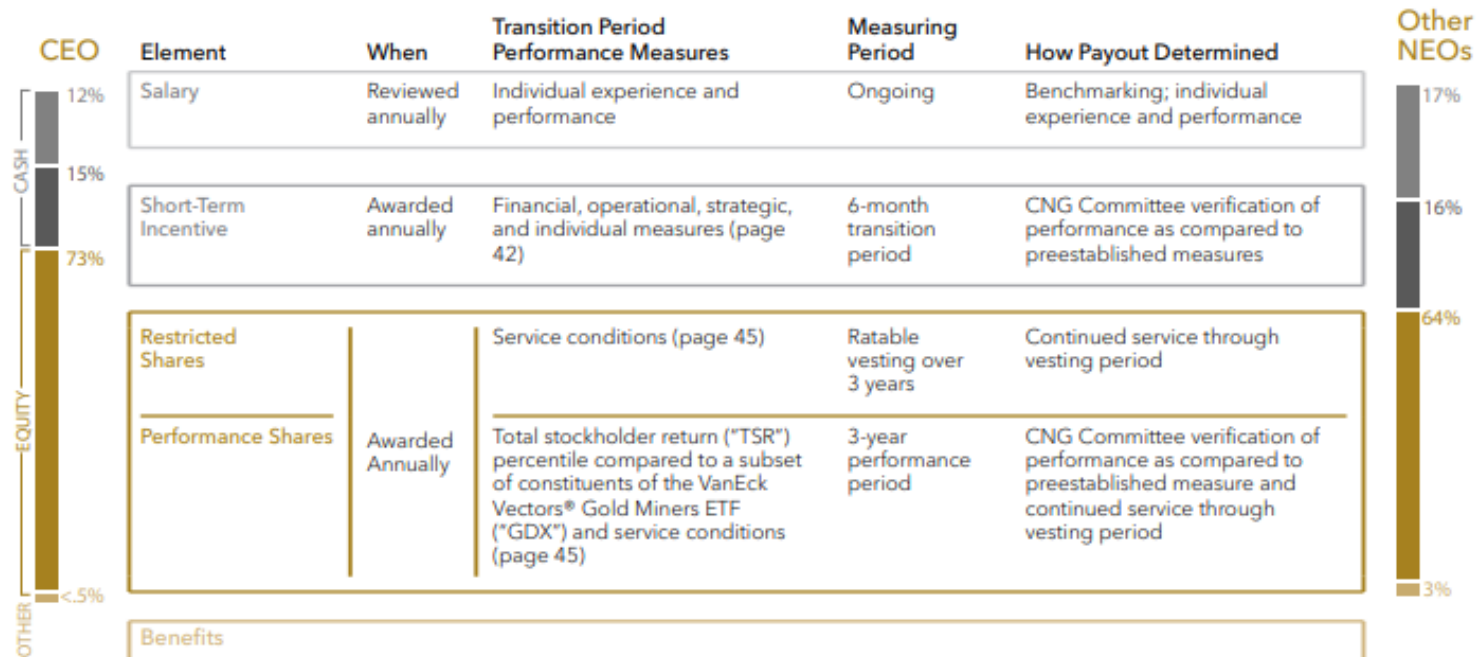 CEO
Element
When
Transition Period
Performance Measures
Measuring
Period
How Payout Determined
Other
NEOs
CASH
12%
15%
EQUITY
73%
OTHER
<.5%
Salary
Reviewed
annually
Individual experience and
performance
Ongoing
Benchmarking; individual
experience and performance
Short-Term
Incentive
Awarded
annually
Financial, operational, strategic,
and individual measures (page
42)
6-month
transition
period
CNG Committee verification of
performance as compared to
preestablished measures
Restricted
Shares
Service conditions (page 45)
Ratable
vesting over
3 years
Continued service through
vesting period
Performance Shares
Awarded
Annually
Total stockholder return ("TSR")
percentile compared to a subset
of constituents of the VanEck
Vectors® Gold Miners ETF
("GDX") and service conditions
(page 45)
3-year
performance
period
CNG Committee verification of
performance as compared to
preestablished measure and
continued service through
vesting period
Benefits
17%
16%
64%
3%